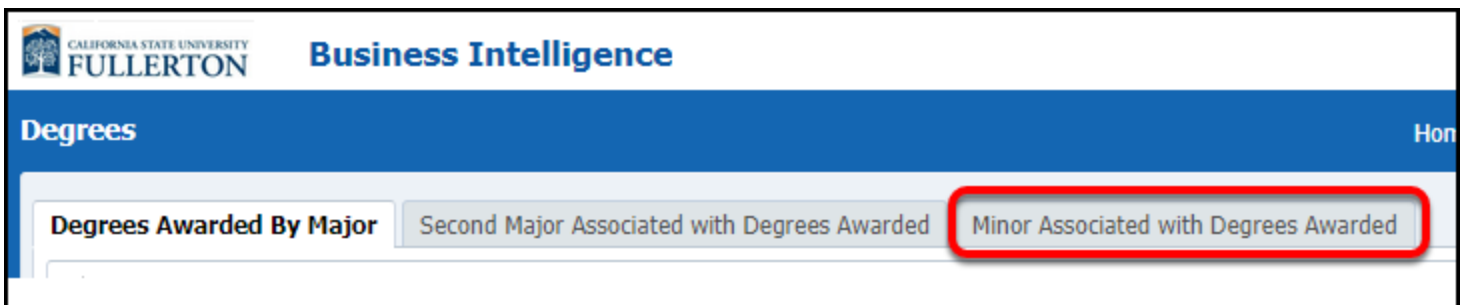 CALIFORNIA STATE UNIVERSITY
FULLERTON
Business Intelligence
Degrees
Degrees Awarded By Major
Second Major Associated with Degrees Awarded
Minor Associated with Degrees Awarded